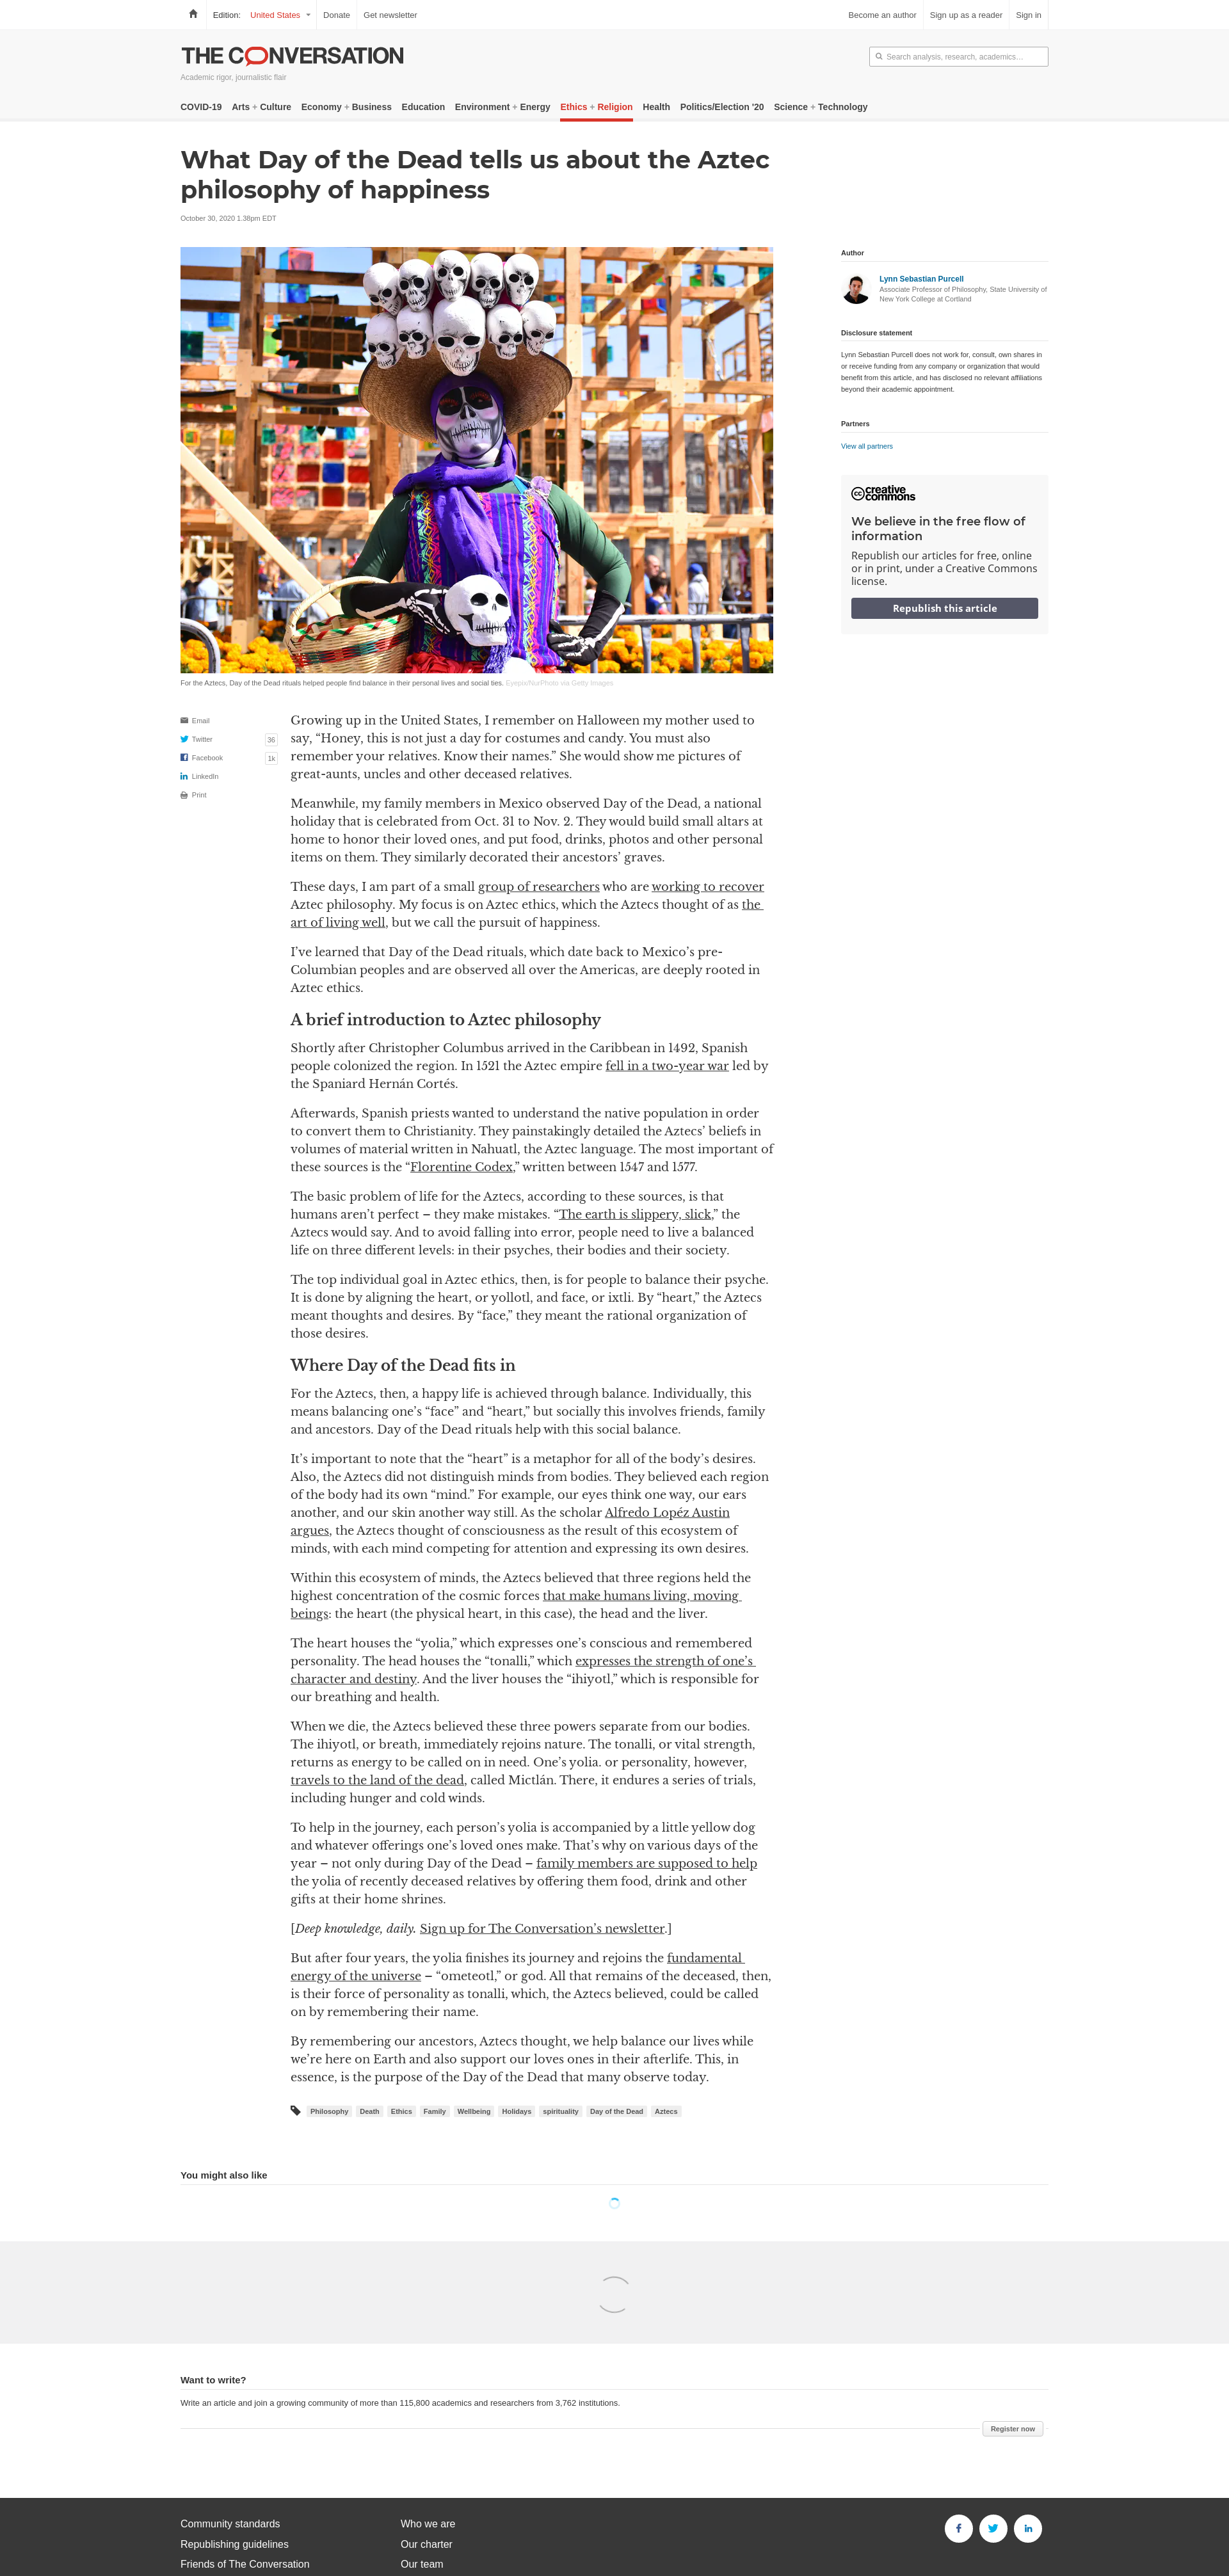 Edition: United States Donate Get newsletter Become an author Sign up as a reader Sign in
THE CONVERSATION
Search analysis, research, academics…
Academic rigor, journalistic flair
COVID-19 Arts + Culture Economy + Business Education Environment + Energy Ethics + Religion Health Politics/Election '20 Science + Technology
What Day of the Dead tells us about the Aztec
philosophy of happiness
October 30, 2020 1.38pm EDT
For the Aztecs, Day of the Dead rituals helped people find balance in their personal lives and social ties. Eyepix/NurPhoto via Getty Images
Author
Lynn Sebastian Purcell
Associate Professor of Philosophy, State University of
New York College at Cortland
Disclosure statement
Lynn Sebastian Purcell does not work for, consult, own shares in
or receive funding from any company or organization that would
benefit from this article, and has disclosed no relevant affiliations
beyond their academic appointment.
Partners
View all partners
cc creative
commons
We believe in the free flow of
information
Republish our articles for free, online
or in print, under a Creative Commons
license.
Republish this article
Email
Twitter 36
Facebook 1k
LinkedIn
Print
Growing up in the United States, I remember on Halloween my mother used to
say, “Honey, this is not just a day for costumes and candy. You must also
remember your relatives. Know their names.” She would show me pictures of
great-aunts, uncles and other deceased relatives.
Meanwhile, my family members in Mexico observed Day of the Dead, a national
holiday that is celebrated from Oct. 31 to Nov. 2. They would build small altars at
home to honor their loved ones, and put food, drinks, photos and other personal
items on them. They similarly decorated their ancestors’ graves.
These days, I am part of a small group of researchers who are working to recover
Aztec philosophy. My focus is on Aztec ethics, which the Aztecs thought of as the
art of living well, but we call the pursuit of happiness.
I’ve learned that Day of the Dead rituals, which date back to Mexico’s pre-
Columbian peoples and are observed all over the Americas, are deeply rooted in
Aztec ethics.
A brief introduction to Aztec philosophy
Shortly after Christopher Columbus arrived in the Caribbean in 1492, Spanish
people colonized the region. In 1521 the Aztec empire fell in a two-year war led by
the Spaniard Hernán Cortés.
Afterwards, Spanish priests wanted to understand the native population in order
to convert them to Christianity. They painstakingly detailed the Aztecs’ beliefs in
volumes of material written in Nahuatl, the Aztec language. The most important of
these sources is the “Florentine Codex,” written between 1547 and 1577.
The basic problem of life for the Aztecs, according to these sources, is that
humans aren’t perfect – they make mistakes. “The earth is slippery, slick,” the
Aztecs would say. And to avoid falling into error, people need to live a balanced
life on three different levels: in their psyches, their bodies and their society.
The top individual goal in Aztec ethics, then, is for people to balance their psyche.
It is done by aligning the heart, or yollotl, and face, or ixtli. By “heart,” the Aztecs
meant thoughts and desires. By “face,” they meant the rational organization of
those desires.
Where Day of the Dead fits in
For the Aztecs, then, a happy life is achieved through balance. Individually, this
means balancing one’s “face” and “heart,” but socially this involves friends, family
and ancestors. Day of the Dead rituals help with this social balance.
It’s important to note that the “heart” is a metaphor for all of the body’s desires.
Also, the Aztecs did not distinguish minds from bodies. They believed each region
of the body had its own “mind.” For example, our eyes think one way, our ears
another, and our skin another way still. As the scholar Alfredo Lopéz Austin
argues, the Aztecs thought of consciousness as the result of this ecosystem of
minds, with each mind competing for attention and expressing its own desires.
Within this ecosystem of minds, the Aztecs believed that three regions held the
highest concentration of the cosmic forces that make humans living, moving
beings: the heart (the physical heart, in this case), the head and the liver.
The heart houses the “yolia,” which expresses one’s conscious and remembered
personality. The head houses the “tonalli,” which expresses the strength of one’s
character and destiny. And the liver houses the “ihiyotl,” which is responsible for
our breathing and health.
When we die, the Aztecs believed these three powers separate from our bodies.
The ihiyotl, or breath, immediately rejoins nature. The tonalli, or vital strength,
returns as energy to be called on in need. One’s yolia. or personality, however,
travels to the land of the dead, called Mictlán. There, it endures a series of trials,
including hunger and cold winds.
To help in the journey, each person’s yolia is accompanied by a little yellow dog
and whatever offerings one’s loved ones make. That’s why on various days of the
year – not only during Day of the Dead – family members are supposed to help
the yolia of recently deceased relatives by offering them food, drink and other
gifts at their home shrines.
[Deep knowledge, daily. Sign up for The Conversation’s newsletter.]
But after four years, the yolia finishes its journey and rejoins the fundamental
energy of the universe – “ometeotl,” or god. All that remains of the deceased, then,
is their force of personality as tonalli, which, the Aztecs believed, could be called
on by remembering their name.
By remembering our ancestors, Aztecs thought, we help balance our lives while
we’re here on Earth and also support our loves ones in their afterlife. This, in
essence, is the purpose of the Day of the Dead that many observe today.
Philosophy Death Ethics Family Wellbeing Holidays spirituality Day of the Dead Aztecs
You might also like
Want to write?
Write an article and join a growing community of more than 115,800 academics and researchers from 3,762 institutions.
Register now
Community standards Who we are
Republishing guidelines Our charter
Friends of The Conversation Our team